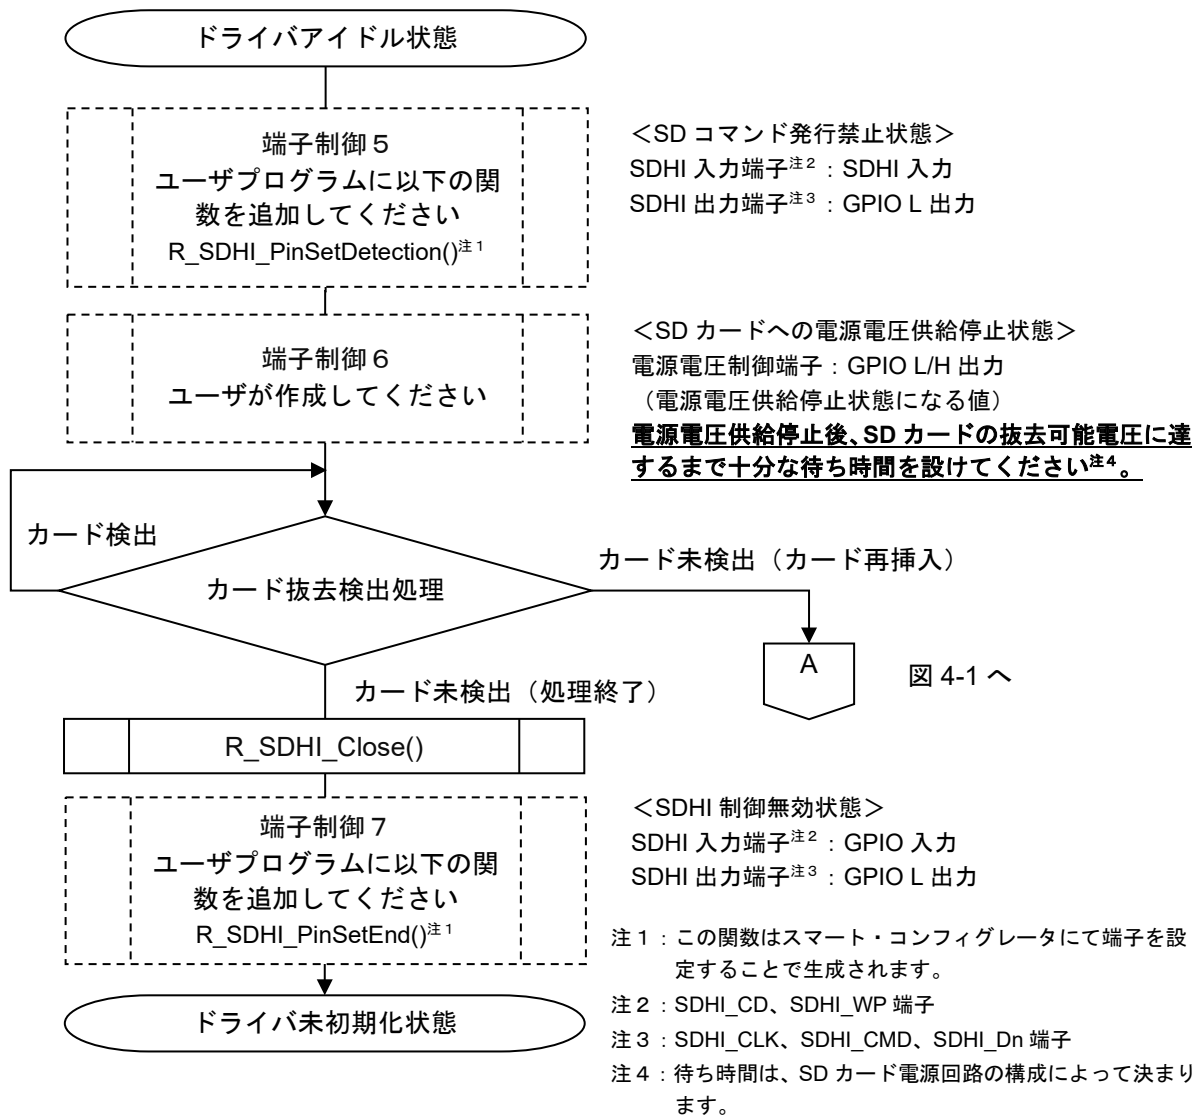 ドライバアイドル状態
端子制御５
ユーザプログラムに以下の関
数を追加してください
R_SDHI_PinSetDetection()注１
＜SD コマンド発行禁止状態＞
SDHI 入力端子注２：SDHI 入力
SDHI 出力端子注３：GPIO L 出力
端子制御６
ユーザが作成してください
＜SD カードへの電源電圧供給停止状態＞
電源電圧制御端子：GPIO L/H 出力
（電源電圧供給停止状態になる値）
電源電圧供給停止後、SD カードの抜去可能電圧に達
するまで十分な待ち時間を設けてください注４。
カード検出
カード抜去検出処理
カード未検出（カード再挿入）
A
図 4-1 へ
カード未検出（処理終了）
R_SDHI_Close()
端子制御７
ユーザプログラムに以下の関
数を追加してください
R_SDHI_PinSetEnd()注１
＜SDHI 制御無効状態＞
SDHI 入力端子注２：GPIO 入力
SDHI 出力端子注３：GPIO L 出力
ドライバ未初期化状態
注１：この関数はスマート・コンフィグレータにて端子を設
定することで生成されます。
注２：SDHI_CD、SDHI_WP 端子
注３：SDHI_CLK、SDHI_CMD、SDHI_Dn 端子
注４：待ち時間は、SD カード電源回路の構成によって決まり
ます。